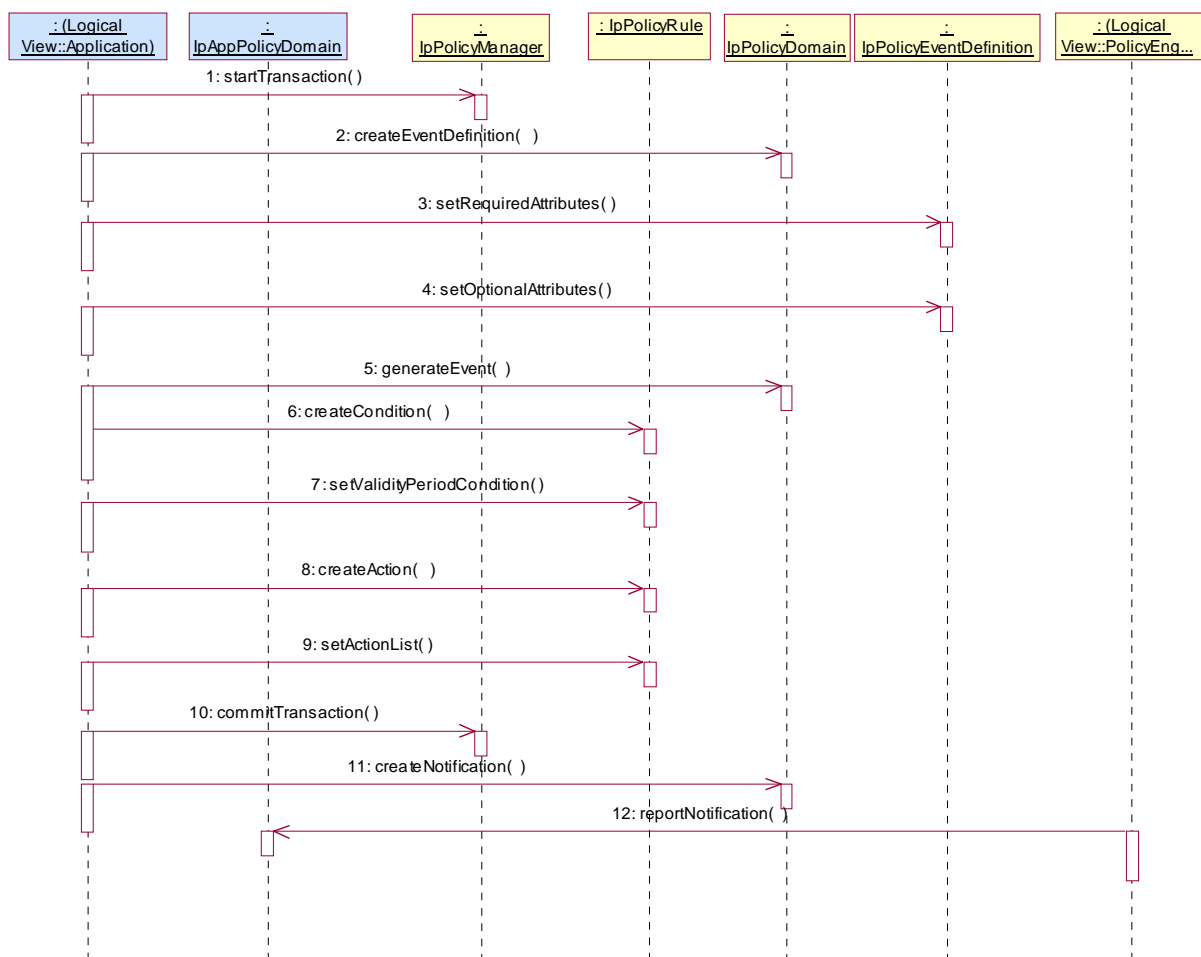 : (Logical
View::Application)
:
IpAppPolicyDomain
:
IpPolicyManager
: IpPolicyRule
:
IpPolicyDomain
:
IpPolicyEventDefinition
: (Logical
View::PolicyEng...
1: startTransaction( )
2: createEventDefinition(  )
3: setRequiredAttributes( )
4: setOptionalAttributes( )
5: generateEvent(  )
6: createCondition(  )
7: setValidityPeriodCondition( )
8: createAction(  )
9: setActionList( )
10: commitTransaction( )
11: createNotification(  )
12: reportNotification( )